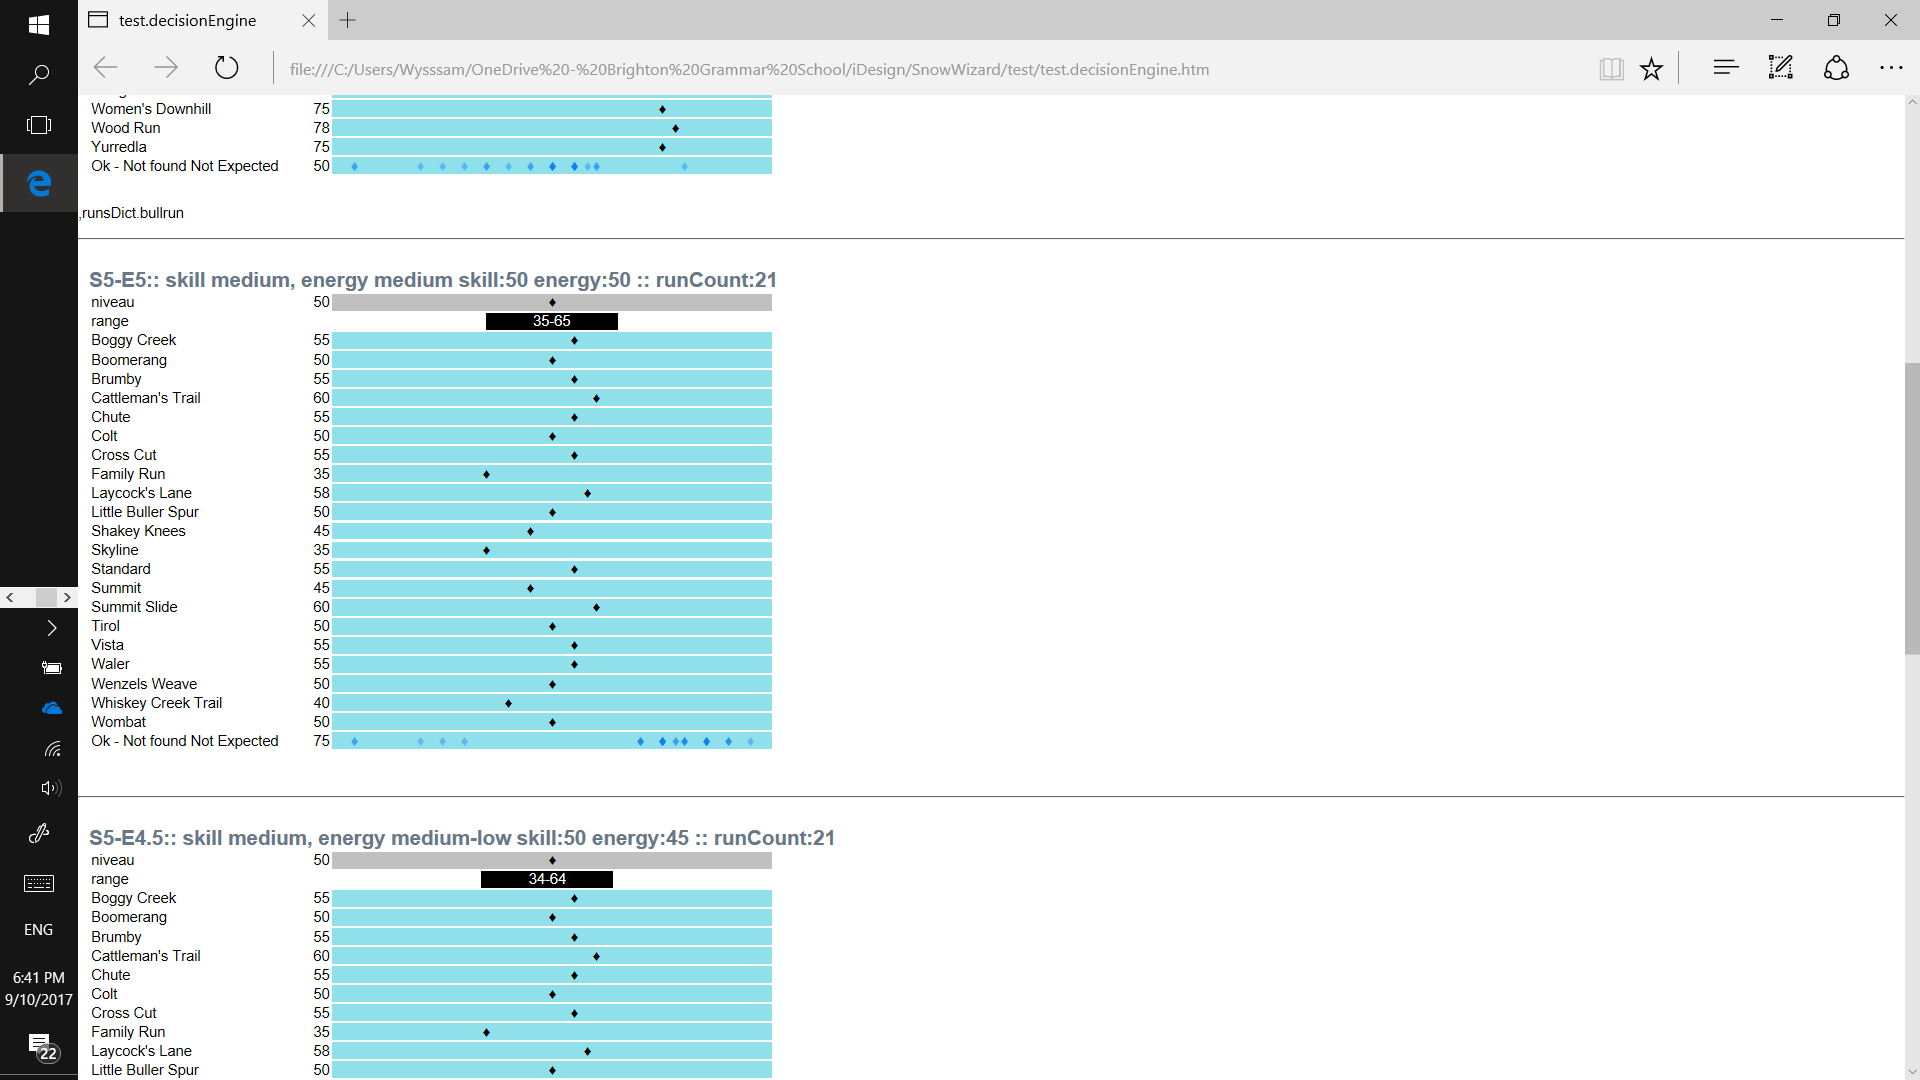 test.decisionEngine
file:///C:/Users/Wysssam/OneDrive%20-%20Brighton%20Grammar%20School/iDesign/SnowWizard/test/test.decisionEngine.htm
Women's Downhill 75
Wood Run 78
Yurredla 75
Ok - Not found Not Expected 50
,runsDict.bullrun
S5-E5:: skill medium, energy medium skill:50 energy:50 :: runCount:21
niveau 50
range 35-65
Boggy Creek 55
Boomerang 50
Brumby 55
Cattleman's Trail 60
Chute 55
Colt 50
Cross Cut 55
Family Run 35
Laycock's Lane 58
Little Buller Spur 50
Shakey Knees 45
Skyline 35
Standard 55
Summit 45
Summit Slide 60
Tirol 50
Vista 55
Waler 55
Wenzels Weave 50
Whiskey Creek Trail 40
Wombat 50
Ok - Not found Not Expected 75
S5-E4.5:: skill medium, energy medium-low skill:50 energy:45 :: runCount:21
niveau 50
range 34-64
Boggy Creek 55
Boomerang 50
Brumby 55
Cattleman's Trail 60
Chute 55
Colt 50
Cross Cut 55
Family Run 35
Laycock's Lane 58
Little Buller Spur 50
ENG
6:41 PM
9/10/2017
22